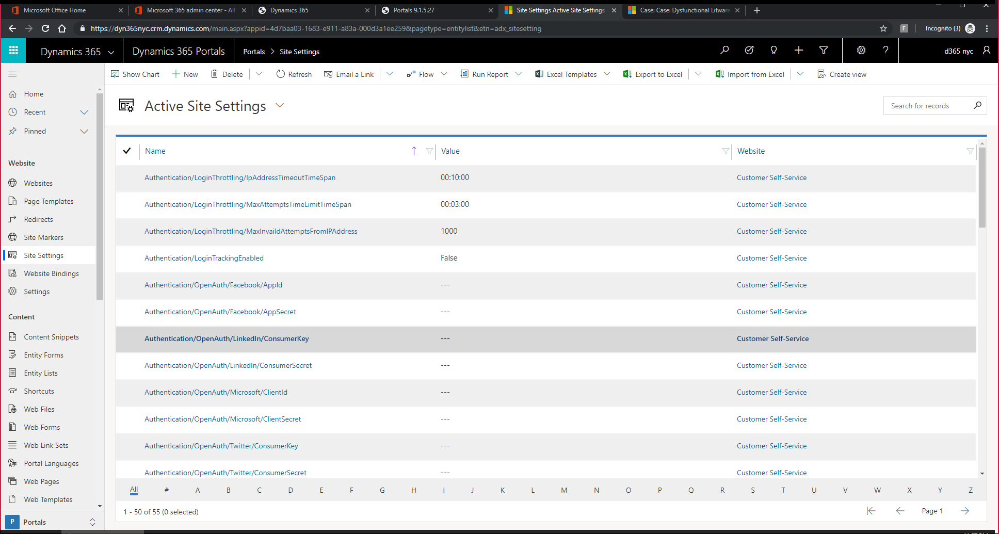 Microsoft Office Home
Microsoft 365 admin center - All
Dynamics 365
Portals 9.1.5.27
Site Settings Active Site Settings
Case: Case: Dysfunctional Litware
https://dyn365nyc.crm.dynamics.com/main.aspx?appid=4d7baa03-1683-e911-a83a-000d3a1ee259&pagetype=entitylist&etn=adx_sitesetting
F
Incognito (3)
Dynamics 365
Dynamics 365 Portals
Portals > Site Settings
d365 nyc
Show Chart
New
Delete
Refresh
Email a Link
Flow
Run Report
Excel Templates
Export to Excel
Import from Excel
Create view
Home
Recent
Pinned
Website
Websites
Page Templates
Redirects
Site Markers
Site Settings
Website Bindings
Settings
Content
Content Snippets
Entity Forms
Entity Lists
Shortcuts
Web Files
Web Forms
Web Link Sets
Portal Languages
Web Pages
Web Templates
P Portals
Active Site Settings
Search for records
Name Value Website
Authentication/LoginThrottling/IpAddressTimeoutTimeSpan 00:10:00 Customer Self-Service
Authentication/LoginThrottling/MaxAttemptsTimeLimitTimeSpan 00:03:00 Customer Self-Service
Authentication/LoginThrottling/MaxInvaildAttemptsFromIPAddress 1000 Customer Self-Service
Authentication/LoginTrackingEnabled False Customer Self-Service
Authentication/OpenAuth/Facebook/AppId --- Customer Self-Service
Authentication/OpenAuth/Facebook/AppSecret --- Customer Self-Service
Authentication/OpenAuth/LinkedIn/ConsumerKey --- Customer Self-Service
Authentication/OpenAuth/LinkedIn/ConsumerSecret --- Customer Self-Service
Authentication/OpenAuth/Microsoft/ClientId --- Customer Self-Service
Authentication/OpenAuth/Microsoft/ClientSecret --- Customer Self-Service
Authentication/OpenAuth/Twitter/ConsumerKey --- Customer Self-Service
Authentication/OpenAuth/Twitter/ConsumerSecret --- Customer Self-Service
All # A B C D E F G H I J K L M N O P Q R S T U V W X Y Z
1 - 50 of 55 (0 selected)
Page 1